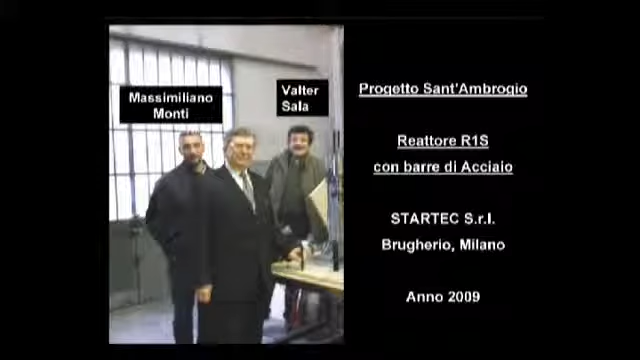 Massimiliano
Monti
Valter
Sala
Progetto Sant'Ambrogio
Reattore R1S
con barre di Acciaio
STARTEC S.r.l.
Brugherio, Milano
Anno 2009